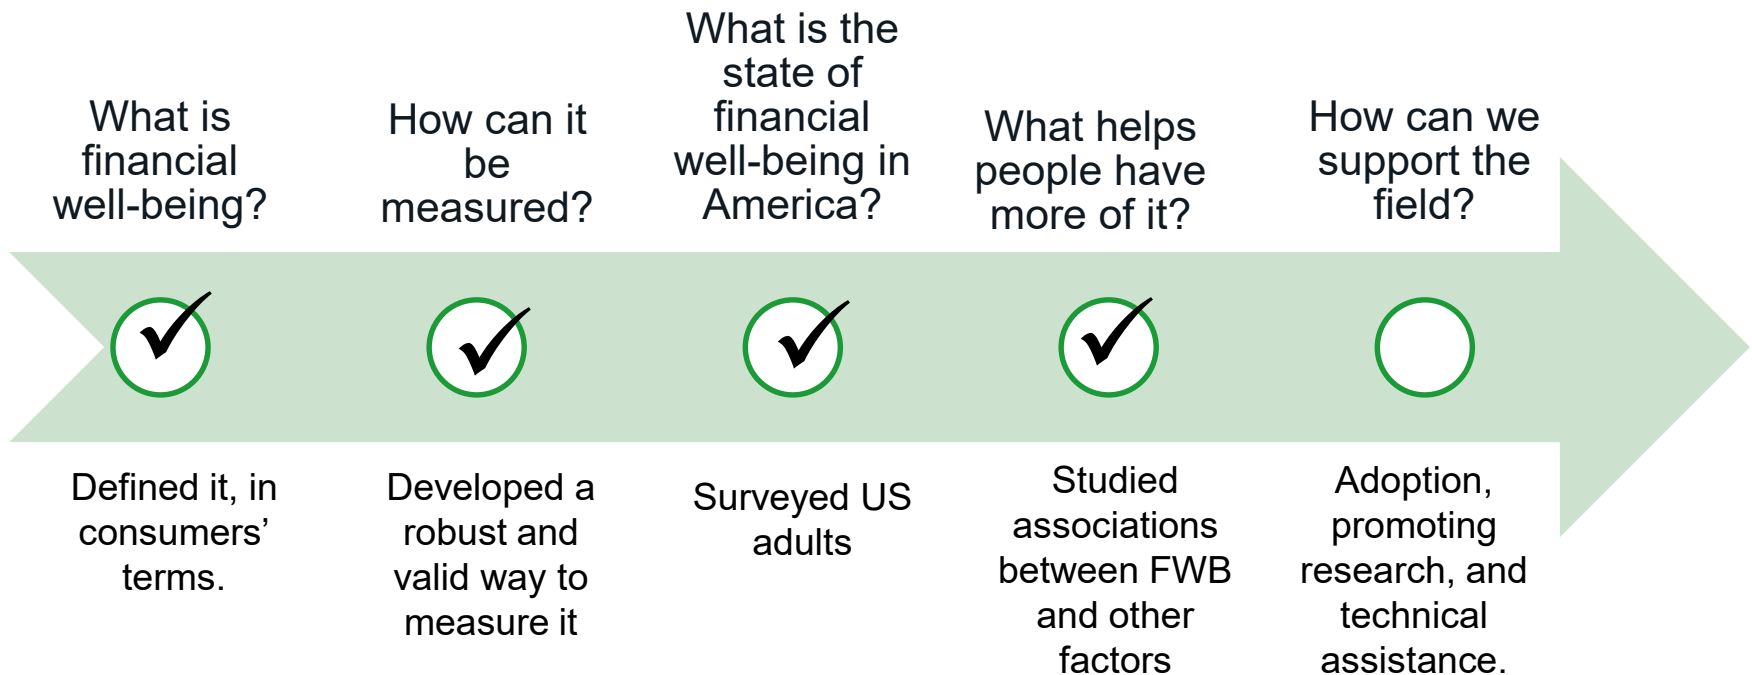 What is
financial
well-being?
How can it
be
measured?
What is the
state of
financial
well-being in
America?
What helps
people have
more of it?
How can we
support the
field?
Defined it, in
consumers’
terms.
Developed a
robust and
valid way to
measure it
Surveyed US
adults
Studied
associations
between FWB
and other
factors
Adoption,
promoting
research, and
technical
assistance.